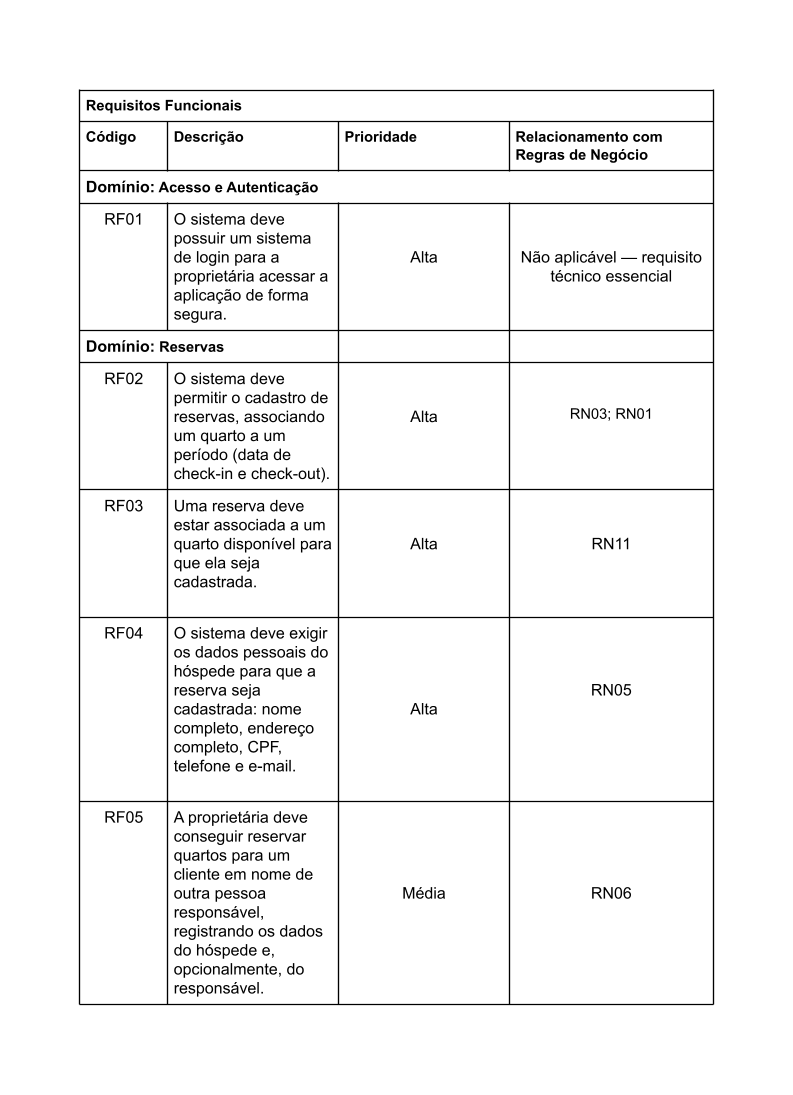 Requisitos Funcionais
Código
Descrição
Prioridade
Relacionamento com
Regras de Negócio
Domínio: Acesso e Autenticação
RF01
O sistema deve
possuir um sistema
de login para a
proprietária acessar a
aplicação de forma
segura.
Alta
Não aplicável — requisito
técnico essencial
Domínio: Reservas
RF02
O sistema deve
permitir o cadastro de
reservas, associando
um quarto a um
período (data de
check-in e check-out).
Alta
RN03; RN01
RF03
Uma reserva deve
estar associada a um
quarto disponível para
que ela seja
cadastrada.
Alta
RN11
RF04
O sistema deve exigir
os dados pessoais do
hóspede para que a
reserva seja
cadastrada: nome
completo, endereço
completo, CPF,
telefone e e-mail.
Alta
RN05
RF05
A proprietária deve
conseguir reservar
quartos para um
cliente em nome de
outra pessoa
responsável,
registrando os dados
do hóspede e,
opcionalmente, do
responsável.
Média
RN06